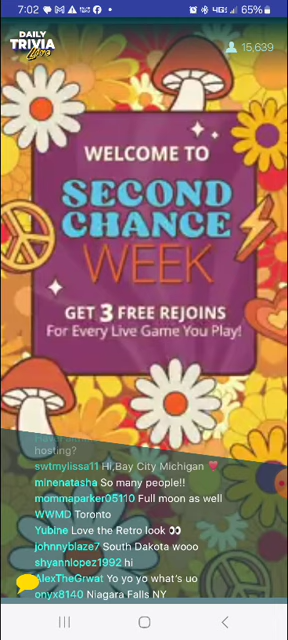 7:02
65%
DAILY
TRIVIA
Live
15,639
WELCOME TO
SECOND
CHANCE
WEEK
GET 3 FREE REJOINS
For Every Live Game You Play!
hosting?
swtmylissa11 Hi,Bay City Michigan
minenatasha So many people!!
mommaparker05110 Full moon as well
WWMD Toronto
Yubine Love the Retro look 👀
johnnyblaze7 South Dakota wooo
shyannlopez1992 hi
AlexTheGrwat Yo yo yo what's uo
onyx8140 Niagara Falls NY